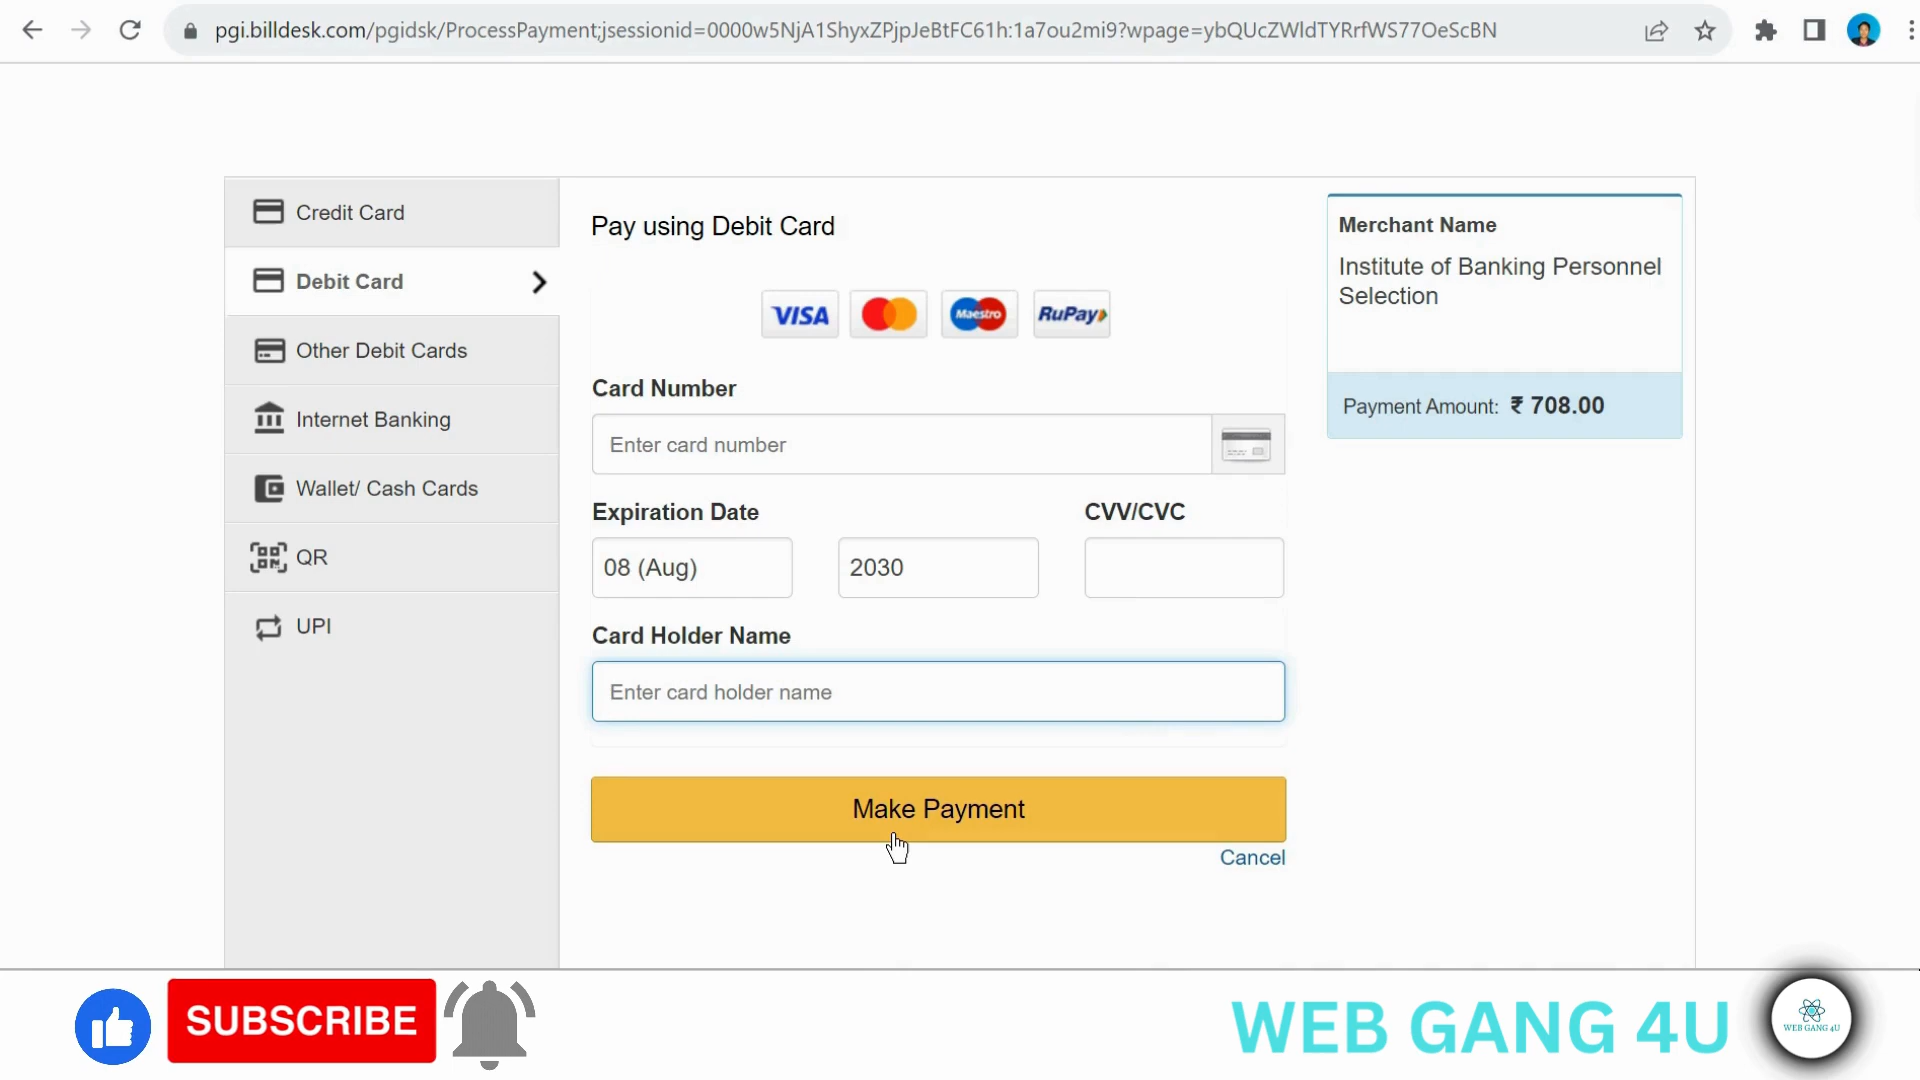 pgi.billdesk.com/pgidsk/ProcessPayment;jsessionid=0000w5NjA1ShyxZPjpJeBtFC61h:1a7ou2mi9?wpage=ybQUcZWldTYRrfWS77OeScBN
Credit Card
Debit Card
Other Debit Cards
Internet Banking
Wallet/ Cash Cards
QR
UPI
Pay using Debit Card
VISA
Maestro
RuPay
Card Number
Enter card number
Expiration Date
CVV/CVC
08 (Aug)
2030
Card Holder Name
Enter card holder name
Make Payment
Cancel
Merchant Name
Institute of Banking Personnel
Selection
Payment Amount: ₹ 708.00
SUBSCRIBE
WEB GANG 4U
WEB GANG 4U